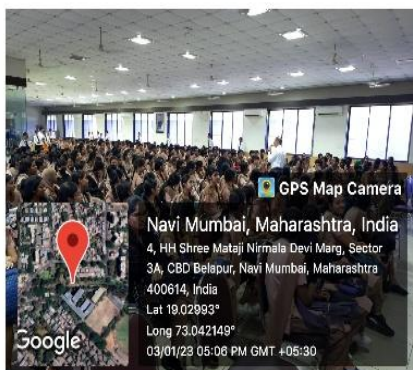 GPS Map Camera
Navi Mumbai, Maharashtra, India
4, HH Shree Mataji Nirmala Devi Marg, Sector
3A, CBD Belapur, Navi Mumbai, Maharashtra
400614, India
Lat 19.02993°
Long 73.042149°
03/01/23 05:06 PM GMT +05:30
Google